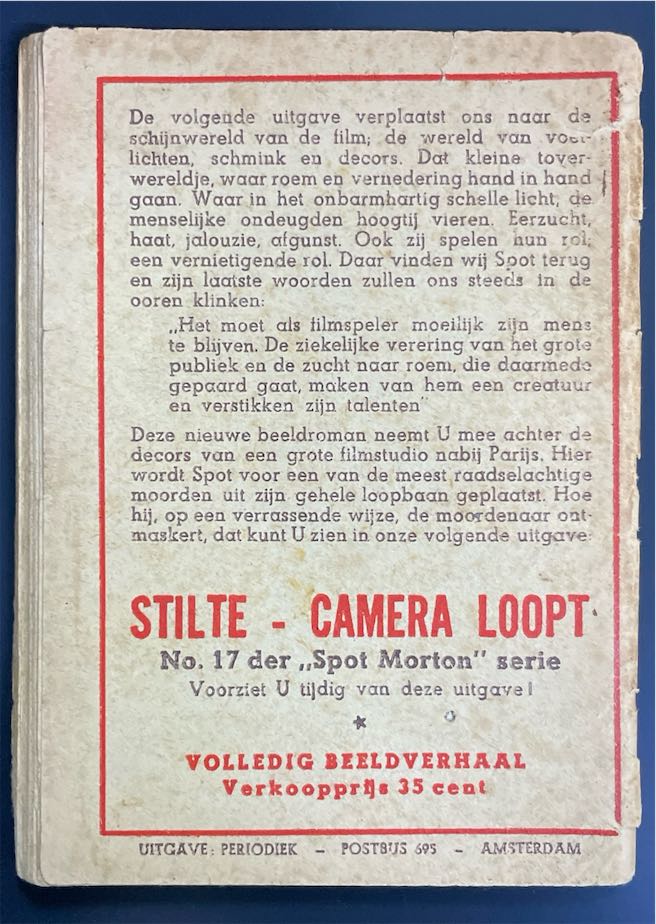 De volgende uitgave verplaatst ons naar de
schijnwereld van de film; de wereld van voet-
lichten, schmink en decors. Dat kleine tover-
wereldje, waar roem en vernedering hand in hand
gaan. Waar in het onbarmhartig schelle licht, de
menselijke ondeugden hoogtij vieren. Eerzucht,
haat, jalouzie, afgunst. Ook zij spelen hun rol;
een vernietigende rol. Daar vinden wij Spot terug
en zijn laatste woorden zullen ons steeds in de
ooren klinken:
„Het moet als filmspeler moeilijk zijn mens
te blijven. De ziekelijke verering van het grote
publiek en de zucht naar roem, die daarmede
gepaard gaat, maken van hem een creatuur
en verstikken zijn talenten"
Deze nieuwe beeldroman neemt U mee achter de
decors van een grote filmstudio nabij Parijs. Hier
wordt Spot voor een van de meest raadselachtige
moorden uit zijn gehele loopbaan geplaatst. Hoe
hij, op een verrassende wijze, de moordenaar ont-
maskert, dat kunt U zien in onze volgende uitgave:
STILTE - CAMERA LOOPT
No. 17 der „Spot Morton" serie
Voorziet U tijdig van deze uitgave!
*
VOLLEDIG BEELDVERHAAL
Verkoopprijs 35 cent
UITGAVE: PERIODIEK – POSTBUS 695 – AMSTERDAM